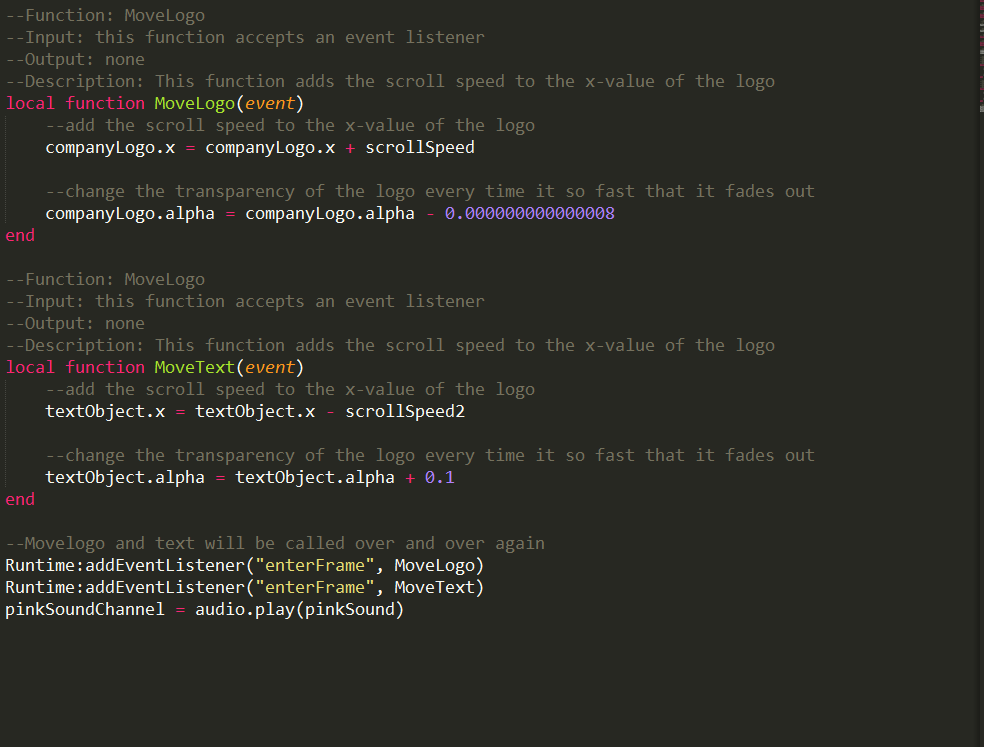 --Function: MoveLogo
--Input: this function accepts an event listener
--Output: none
--Description: This function adds the scroll speed to the x-value of the logo
local function MoveLogo(event)
    --add the scroll speed to the x-value of the logo
    companyLogo.x = companyLogo.x + scrollSpeed
    --change the transparency of the logo every time it so fast that it fades out
    companyLogo.alpha = companyLogo.alpha - 0.000000000000008
end
--Function: MoveLogo
--Input: this function accepts an event listener
--Output: none
--Description: This function adds the scroll speed to the x-value of the logo
local function MoveText(event)
    --add the scroll speed to the x-value of the logo
    textObject.x = textObject.x - scrollSpeed2
    --change the transparency of the logo every time it so fast that it fades out
    textObject.alpha = textObject.alpha + 0.1
end
--Movelogo and text will be called over and over again
Runtime:addEventListener("enterFrame", MoveLogo)
Runtime:addEventListener("enterFrame", MoveText)
pinkSoundChannel = audio.play(pinkSound)